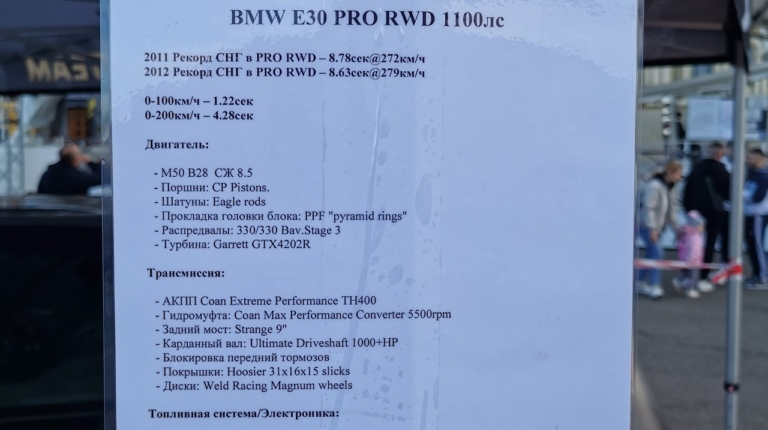 BMW E30 PRO RWD 1100лс
2011 Рекорд СНГ в PRO RWD – 8.78сек@272км/ч
2012 Рекорд СНГ в PRO RWD – 8.63сек@279км/ч
0-100км/ч – 1.22сек
0-200км/ч – 4.28сек
Двигатель:
- М50 В28 СЖ 8.5
- Поршни: CP Pistons.
- Шатуны: Eagle rods
- Прокладка головки блока: PPF "pyramid rings"
- Распредвалы: 330/330 Bav.Stage 3
- Турбина: Garrett GTX4202R
Трансмиссия:
- АКПП Coan Extreme Performance TH400
- Гидромуфта: Coan Max Performance Converter 5500rpm
- Задний мост: Strange 9"
- Карданный вал: Ultimate Driveshaft 1000+HP
- Блокировка передний тормозов
- Покрышки: Hoosier 31x16x15 slicks
- Диски: Weld Racing Magnum wheels
Топливная система/Электроника: